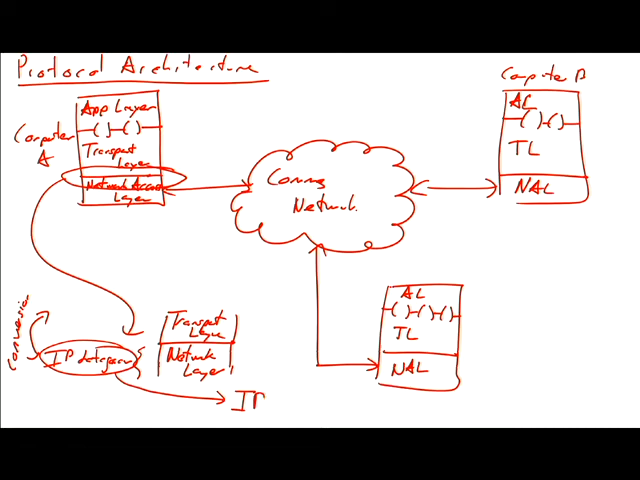 Protocol Architecture
Computer
A
App Layer
Transport
Layer
Network Access
Layer
Comms
Network
Computer B
AL
TL
NAL
AL
TL
NAL
Conversion
IP datagram
Transport
Layer
Network
Layer
IP